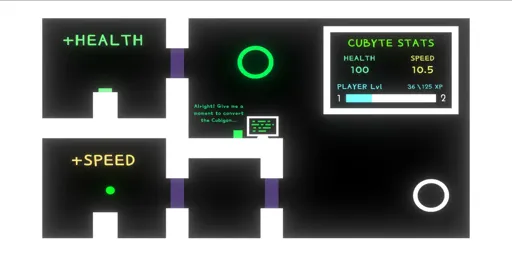 +HEALTH
CUBYTE STATS
HEALTH
SPEED
100
10.5
PLAYER Lvl
36\125 XP
1
2
Alright! Give me a
moment to convert
the Cubigon...
+SPEED